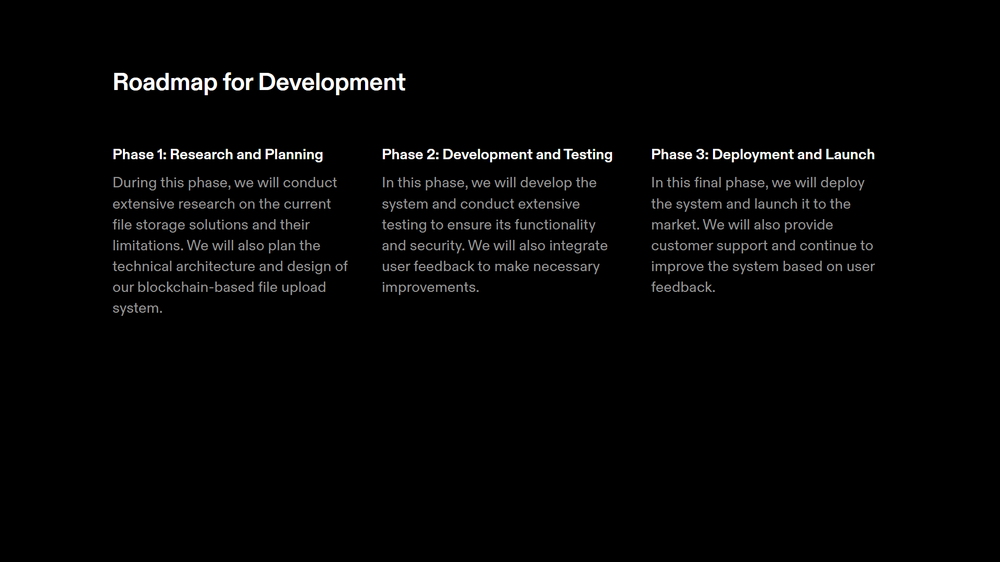 Roadmap for Development
Phase 1: Research and Planning
During this phase, we will conduct
extensive research on the current
file storage solutions and their
limitations. We will also plan the
technical architecture and design of
our blockchain-based file upload
system.
Phase 2: Development and Testing
In this phase, we will develop the
system and conduct extensive
testing to ensure its functionality
and security. We will also integrate
user feedback to make necessary
improvements.
Phase 3: Deployment and Launch
In this final phase, we will deploy
the system and launch it to the
market. We will also provide
customer support and continue to
improve the system based on user
feedback.